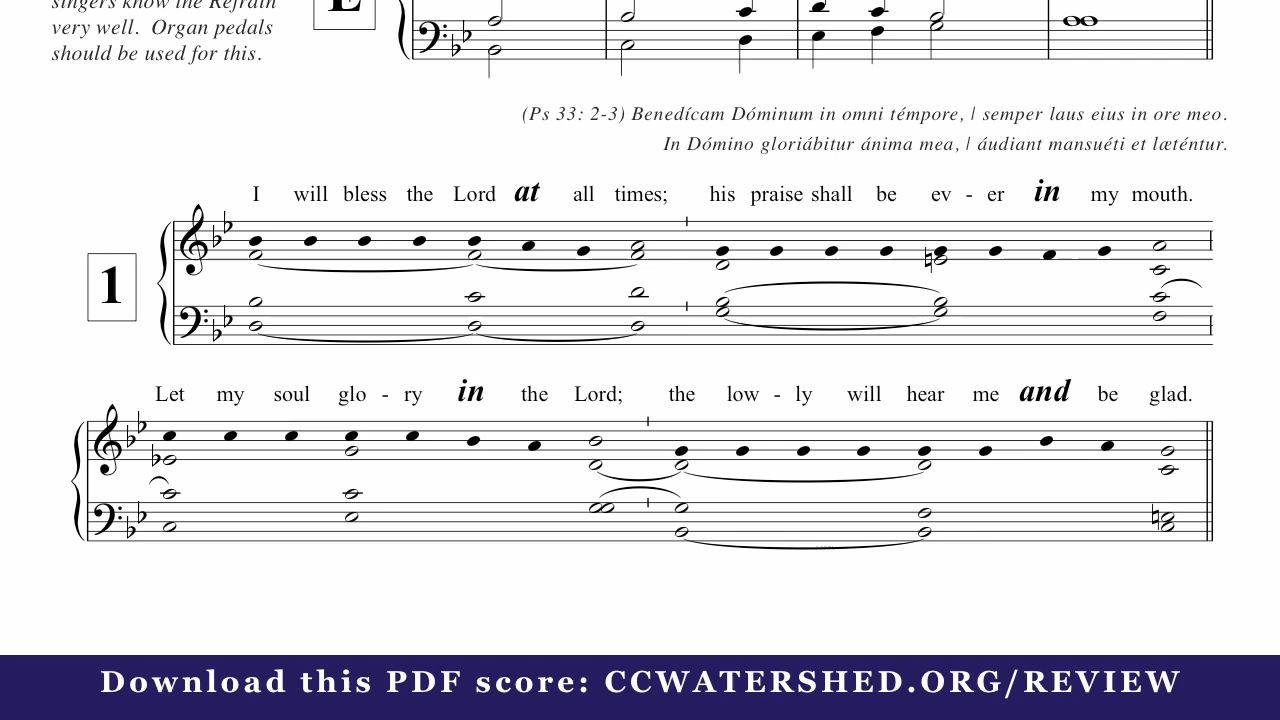 singers know the Refrain
very well. Organ pedals
should be used for this.
E
(Ps 33: 2-3) Benedícam Dóminum in omni témpore, | semper laus eius in ore meo.
In Dómino gloriábitur ánima mea, | áudiant mansuéti et læténtur.
I will bless the Lord at all times; his praise shall be ev - er in my mouth.
1
Let my soul glo - ry in the Lord; the low - ly will hear me and be glad.
Download this PDF score: CCWATERSHED.ORG/REVIEW